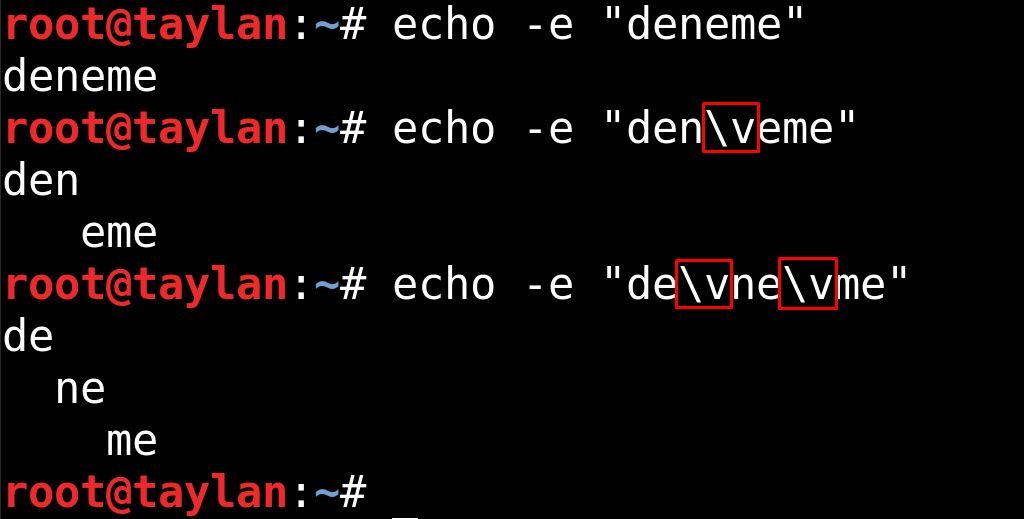 root@taylan:~# echo -e "deneme"
deneme
root@taylan:~# echo -e "den\veme"
den
   eme
root@taylan:~# echo -e "de\vne\vme"
de
  ne
    me
root@taylan:~#